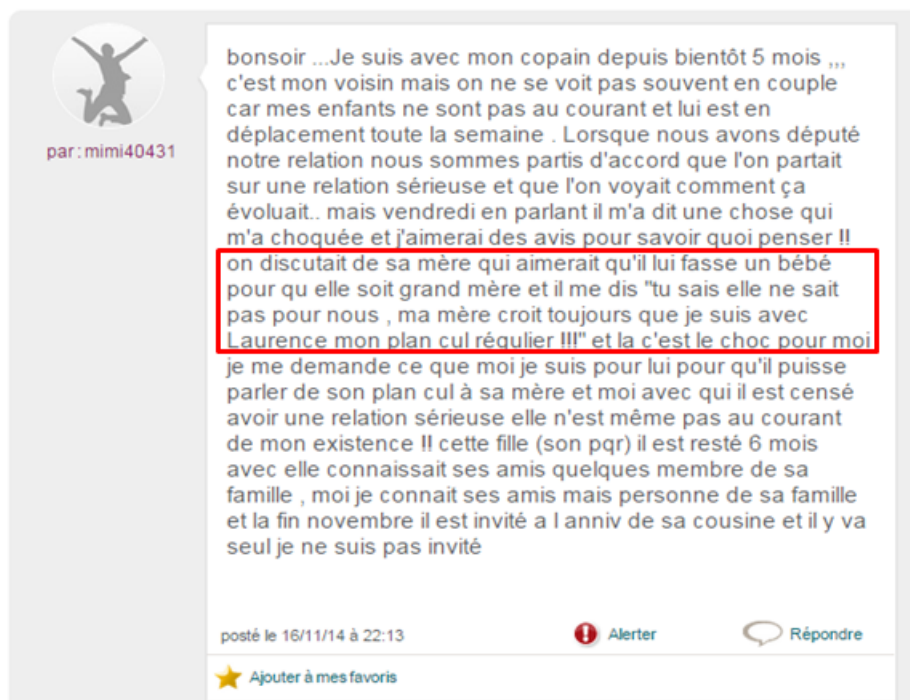 par : mimi40431
bonsoir ...Je suis avec mon copain depuis bientôt 5 mois ,,,
c'est mon voisin mais on ne se voit pas souvent en couple
car mes enfants ne sont pas au courant et lui est en
déplacement toute la semaine . Lorsque nous avons députe
notre relation nous sommes partis d'accord que l'on partait
sur une relation sérieuse et que l'on voyait comment ça
évoluait.. mais vendredi en parlant il m'a dit une chose qui
m'a choquée et j'aimerai des avis pour savoir quoi penser !!
on discutait de sa mère qui aimerait qu'il lui fasse un bébé
pour qu elle soit grand mère et il me dis "tu sais elle ne sait
pas pour nous , ma mère croit toujours que je suis avec
Laurence mon plan cul régulier !!!" et la c'est le choc pour moi
je me demande ce que moi je suis pour lui pour qu'il puisse
parler de son plan cul à sa mère et moi avec qui il est censé
avoir une relation sérieuse elle n'est même pas au courant
de mon existence !! cette fille (son pqr) il est resté 6 mois
avec elle connaissait ses amis quelques membre de sa
famille , moi je connait ses amis mais personne de sa famille
et la fin novembre il est invité a l anniv de sa cousine et il y va
seul je ne suis pas invité
posté le 16/11/14 à 22:13
Alerter
Répondre
Ajouter à mes favoris